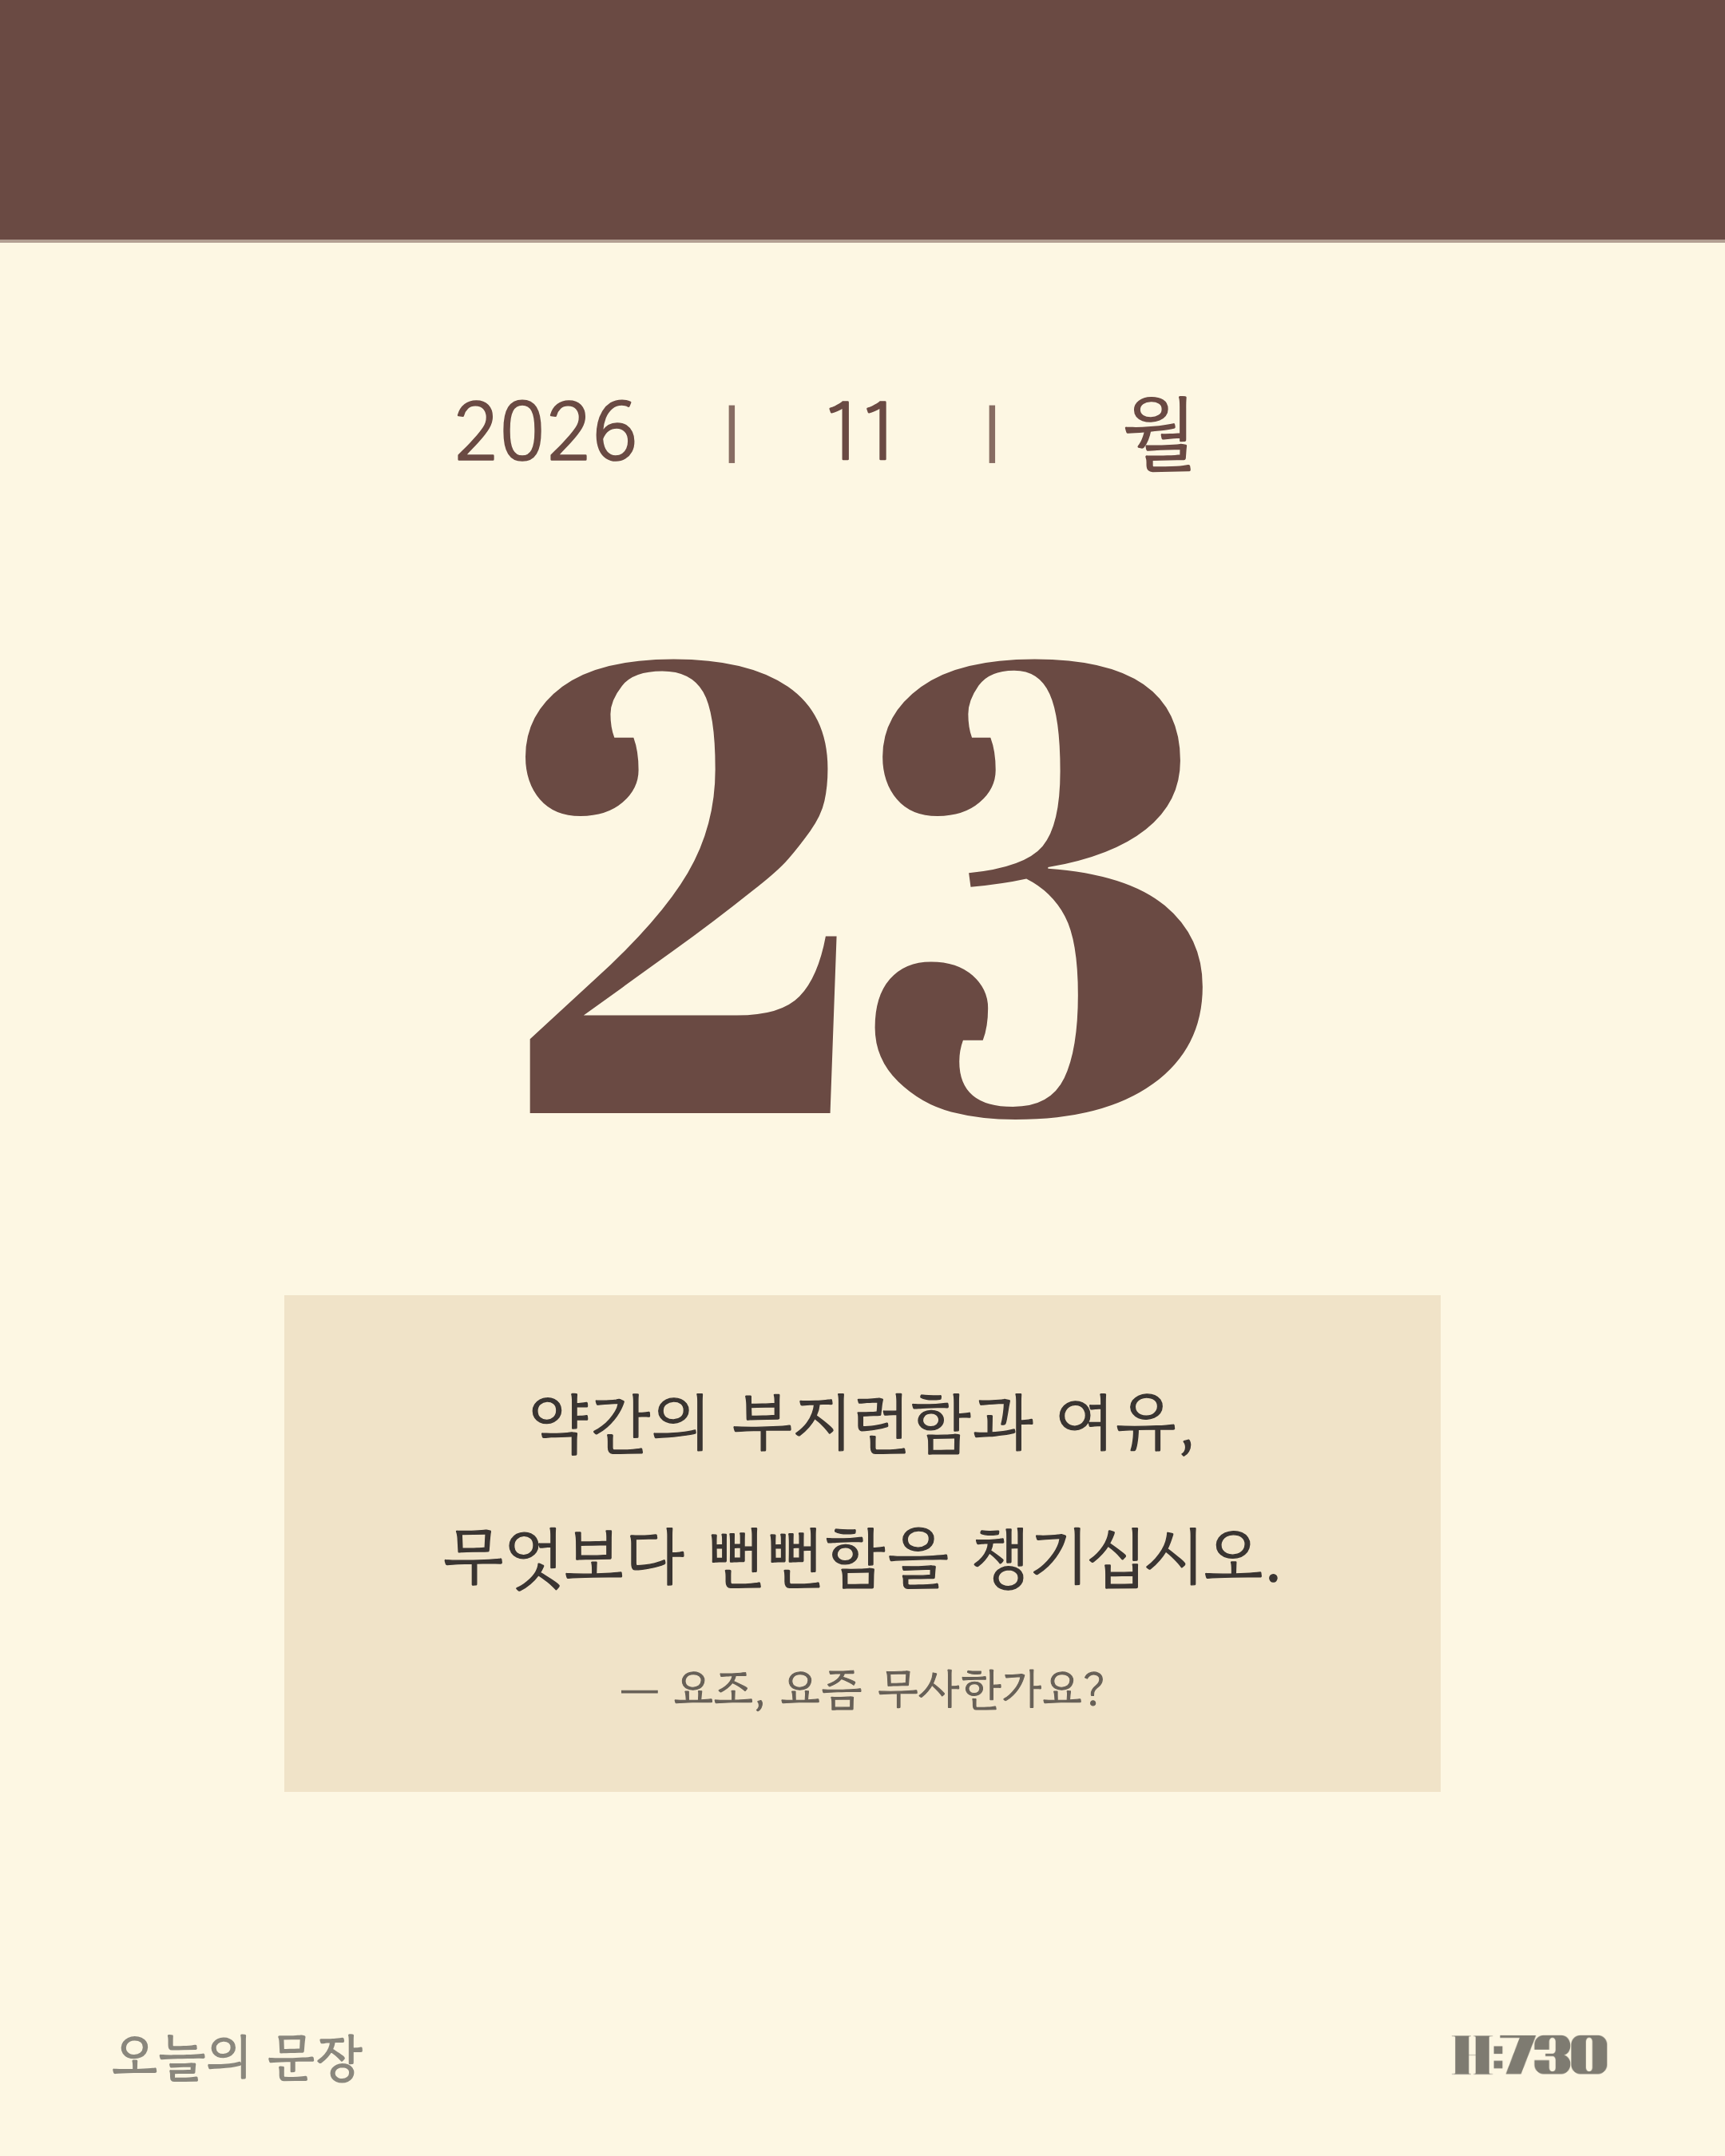 2026 | 11 | 월
23
약간의 부지런함과 여유,
무엇보다 뻔뻔함을 챙기십시오.
— 요조, 요즘 무사한가요?
오늘의 문장
H:730